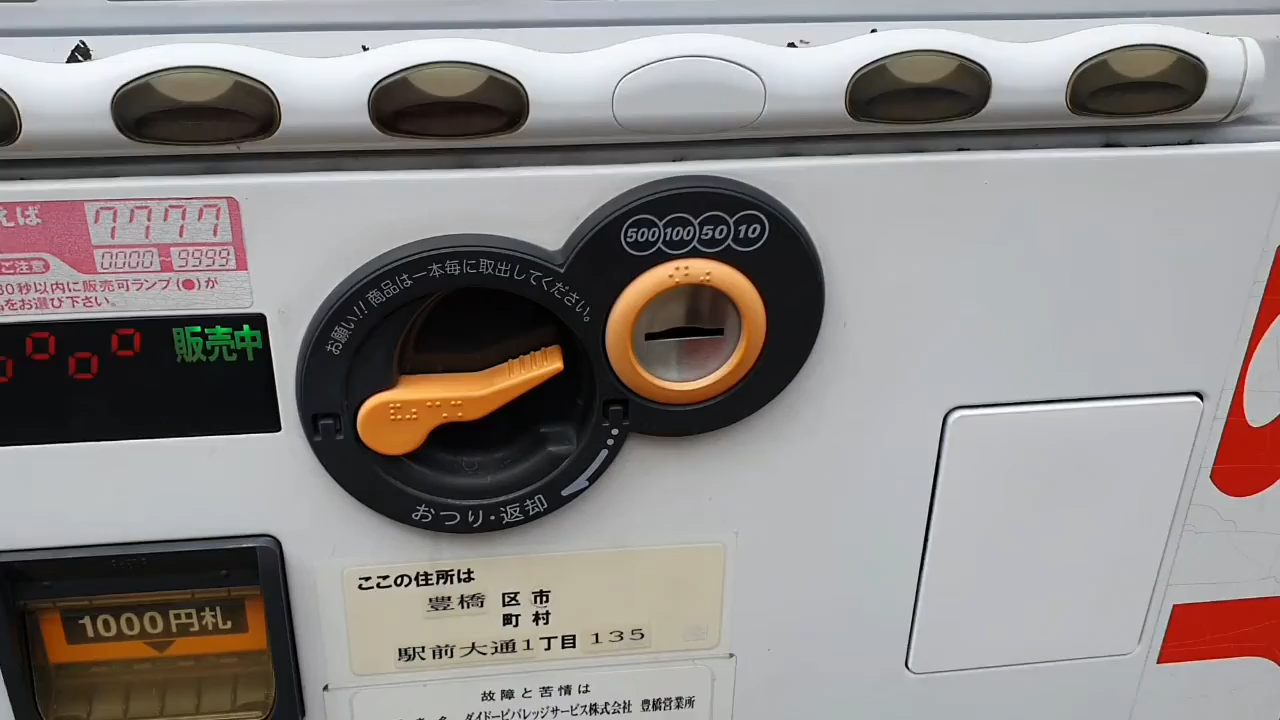 えば
7777
0000~9999
ご注意
30秒以内に販売可ランプ(●)が
をお選び下さい。
0 0 0
販売中
お願い!! 商品は一本毎に取出してください。
500 100 50 10
おつり・返却
1000円札
ここの住所は
豊橋 区 市
町 村
駅前大通1丁目 135
故障と苦情は
ダイドービバレッジサービス株式会社 豊橋営業所